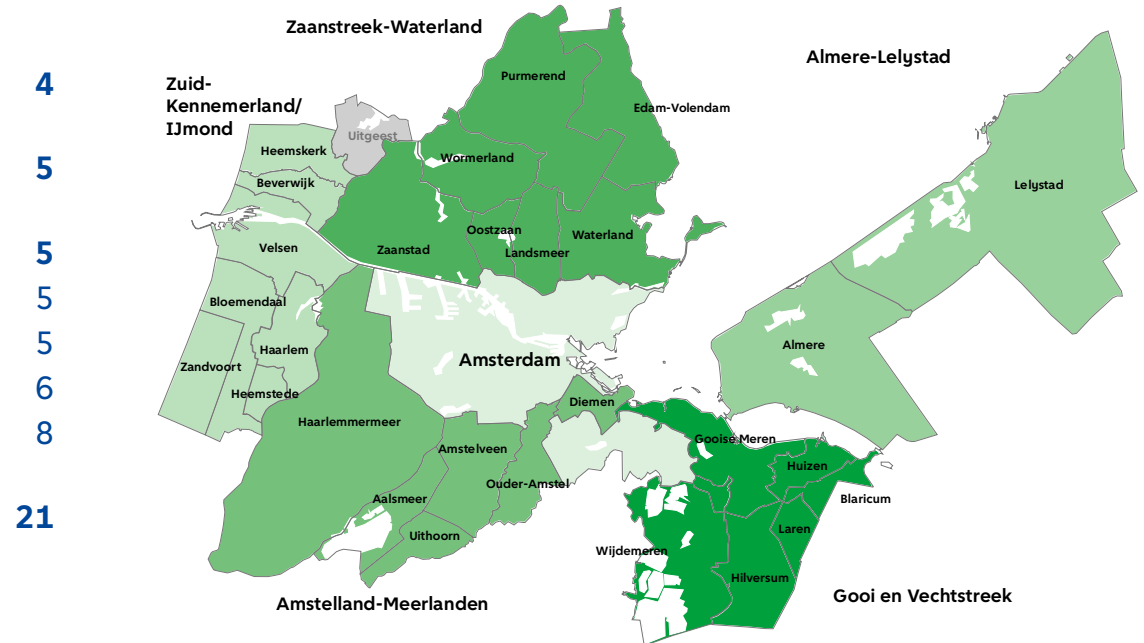 Zaanstreek-Waterland
Almere-Lelystad
4
Zuid-
Kennemerland/
IJmond
Purmerend
Edam-Volendam
Uitgeest
Heemskerk
Wormerland
5
Beverwijk
Lelystad
Oostzaan
Waterland
Velsen
Zaanstad
Landsmeer
5
Bloemendaal
5
Haarlem
Almere
5
Zandvoort
Amsterdam
Heemstede
6
Diemen
Haarlemmermeer
8
Gooise Meren
Amstelveen
Huizen
Ouder-Amstel
Aalsmeer
Blaricum
21
Laren
Uithoorn
Wijdemeren
Hilversum
Amstelland-Meerlanden
Gooi en Vechtstreek